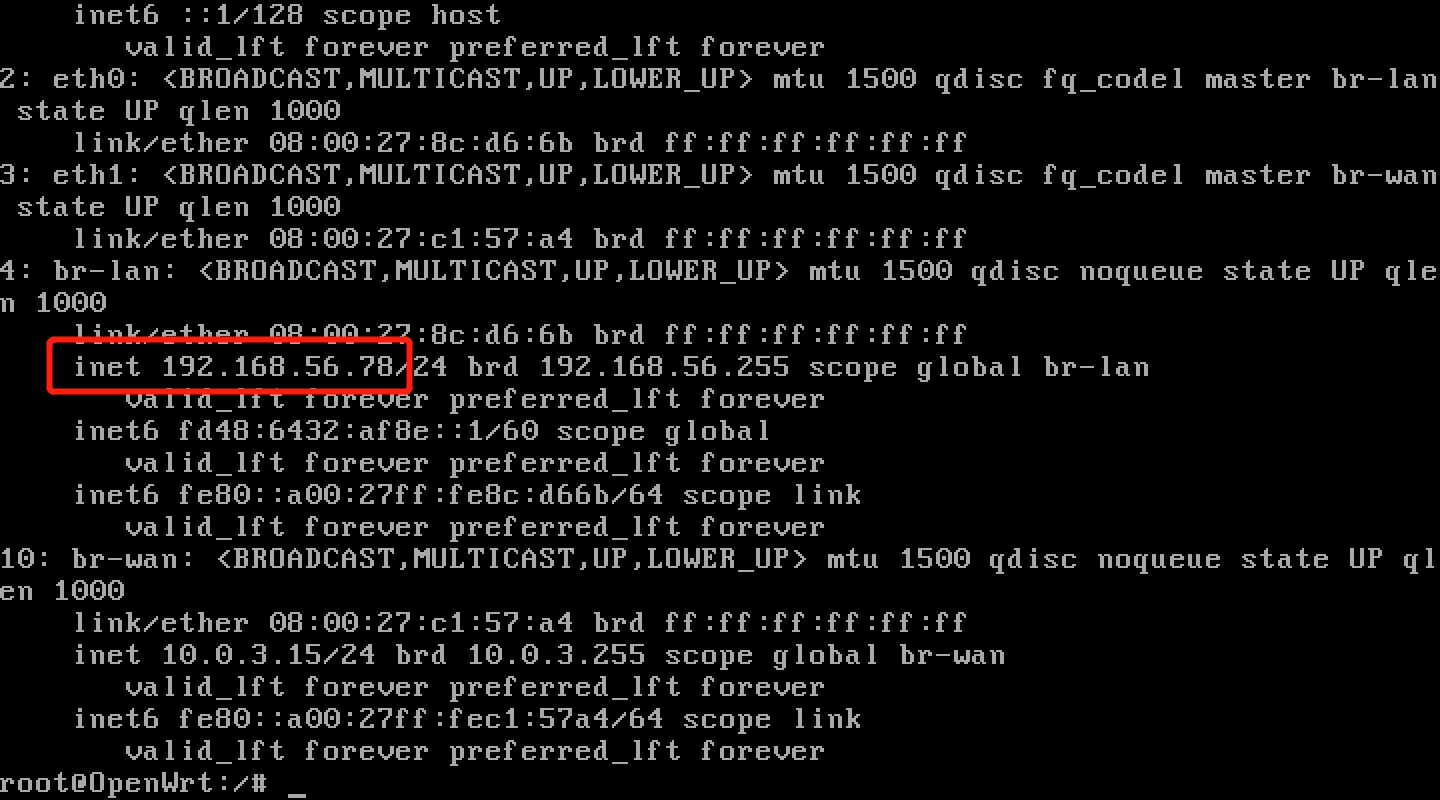 inet6 ::1/128 scope host
valid_lft forever preferred_lft forever
2: eth0: <BROADCAST,MULTICAST,UP,LOWER_UP> mtu 1500 qdisc fq_codel master br-lan
state UP qlen 1000
link/ether 08:00:27:8c:d6:6b brd ff:ff:ff:ff:ff:ff
3: eth1: <BROADCAST,MULTICAST,UP,LOWER_UP> mtu 1500 qdisc fq_codel master br-wan
state UP qlen 1000
link/ether 08:00:27:c1:57:a4 brd ff:ff:ff:ff:ff:ff
4: br-lan: <BROADCAST,MULTICAST,UP,LOWER_UP> mtu 1500 qdisc noqueue state UP qle
n 1000
link/ether 08:00:27:8c:d6:6b brd ff:ff:ff:ff:ff:ff
inet 192.168.56.78/24 brd 192.168.56.255 scope global br-lan
valid_lft forever preferred_lft forever
inet6 fd48:6432:af8e::1/60 scope global
valid_lft forever preferred_lft forever
inet6 fe80::a00:27ff:fe8c:d66b/64 scope link
valid_lft forever preferred_lft forever
10: br-wan: <BROADCAST,MULTICAST,UP,LOWER_UP> mtu 1500 qdisc noqueue state UP ql
en 1000
link/ether 08:00:27:c1:57:a4 brd ff:ff:ff:ff:ff:ff
inet 10.0.3.15/24 brd 10.0.3.255 scope global br-wan
valid_lft forever preferred_lft forever
inet6 fe80::a00:27ff:fec1:57a4/64 scope link
valid_lft forever preferred_lft forever
root@OpenWrt:/# _